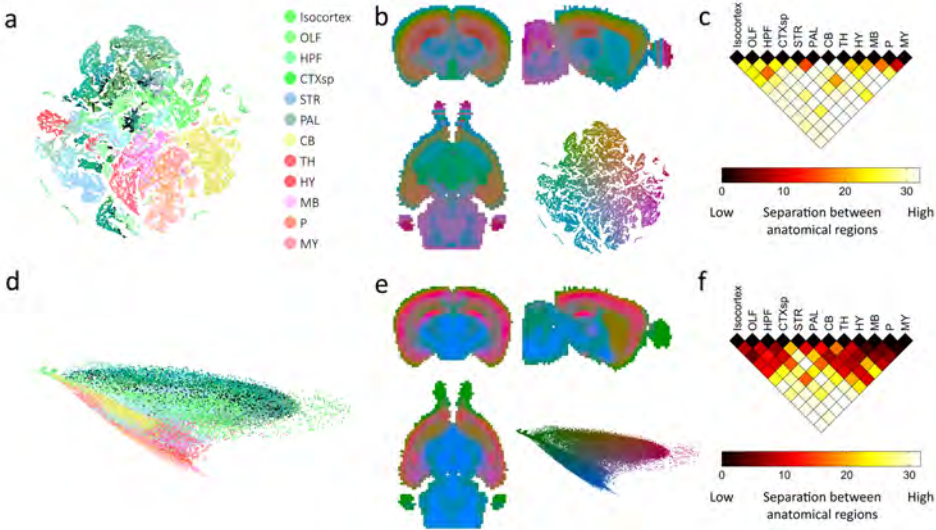 a
Isocortex
OLF
HPF
CTXsp
STR
PAL
CB
TH
HY
MB
P
MY
b
c
Isocortex
OLF
HPF
CTXsp
STR
PAL
CB
TH
HY
MB
P
MY
0 10 20 30
Low Separation between High
anatomical regions
d
e
f
Isocortex
OLF
HPF
CTXsp
STR
PAL
CB
TH
HY
MB
P
MY
0 10 20 30
Low Separation between High
anatomical regions